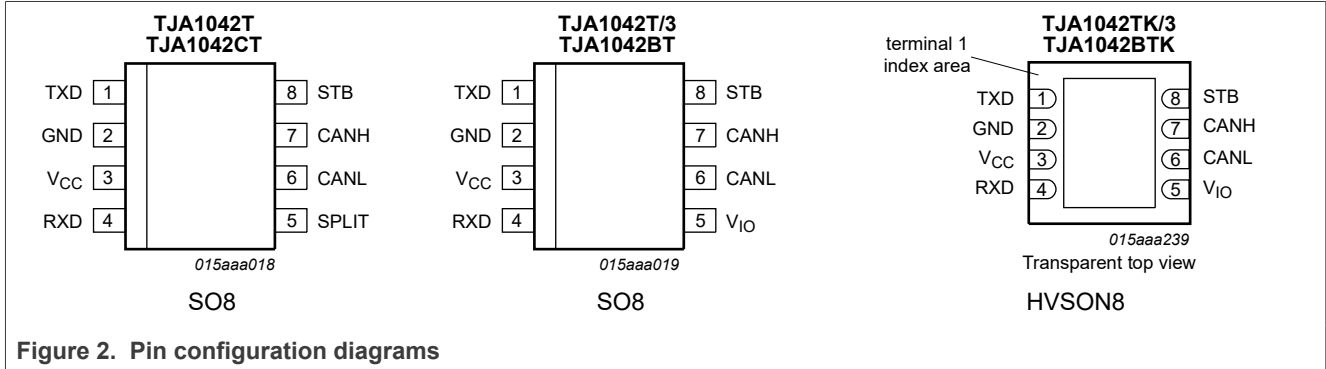 TJA1042T
TJA1042CT
TXD 1 8 STB
GND 2 7 CANH
VCC 3 6 CANL
RXD 4 5 SPLIT
015aaa018
SO8
TJA1042T/3
TJA1042BT
TXD 1 8 STB
GND 2 7 CANH
VCC 3 6 CANL
RXD 4 5 VIO
015aaa019
SO8
TJA1042TK/3
TJA1042BTK
terminal 1
index area
TXD 1 8 STB
GND 2 7 CANH
VCC 3 6 CANL
RXD 4 5 VIO
015aaa239
Transparent top view
HVSON8
Figure 2. Pin configuration diagrams